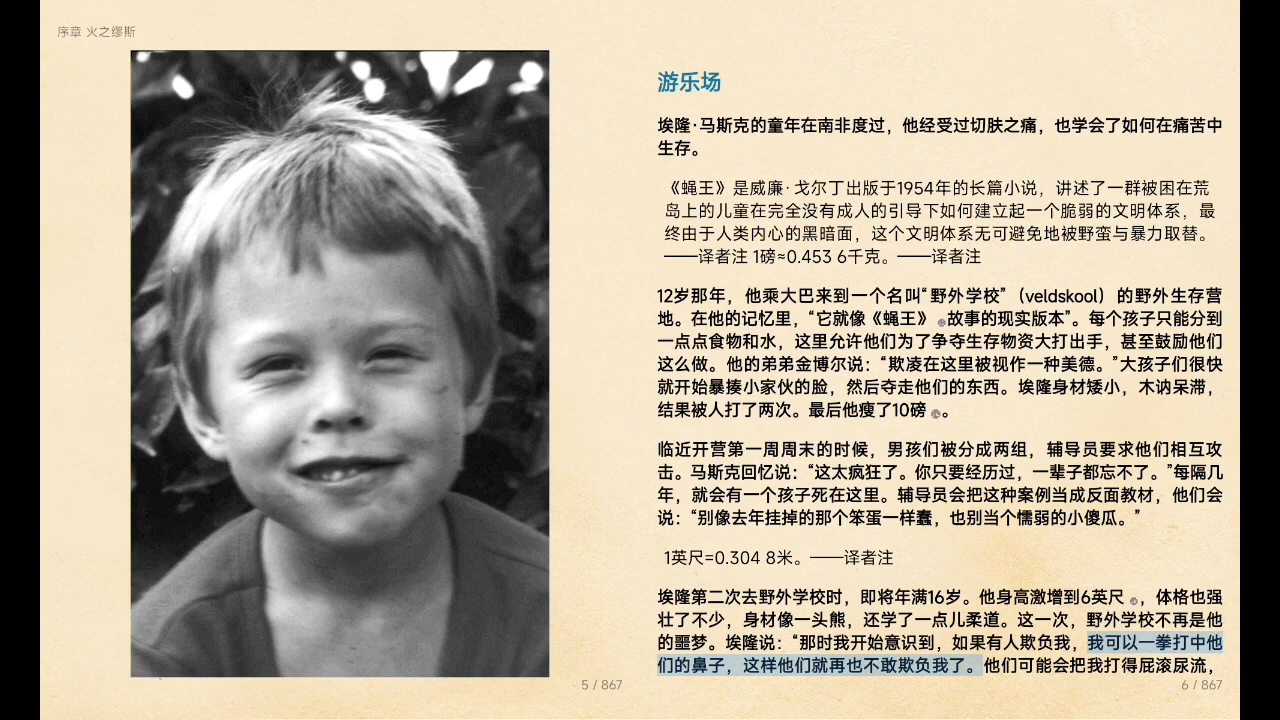 序章 火之缪斯
游乐场
埃隆·马斯克的童年在南非度过，他经受过切肤之痛，也学会了如何在痛苦中
生存。
《蝇王》是威廉·戈尔丁出版于1954年的长篇小说，讲述了一群被困在荒
岛上的儿童在完全没有成人的引导下如何建立起一个脆弱的文明体系，最
终由于人类内心的黑暗面，这个文明体系无可避免地被野蛮与暴力取替。
——译者注 1磅≈0.453 6千克。——译者注
12岁那年，他乘大巴来到一个名叫“野外学校”（veldskool）的野外生存营
地。在他的记忆里，“它就像《蝇王》故事的现实版本”。每个孩子只能分到
一点点食物和水，这里允许他们为了争夺生存物资大打出手，甚至鼓励他们
这么做。他的弟弟金博尔说：“欺凌在这里被视作一种美德。”大孩子们很快
就开始暴揍小家伙的脸，然后夺走他们的东西。埃隆身材矮小，木讷呆滞，
结果被人打了两次。最后他瘦了10磅。
临近开营第一周周末的时候，男孩们被分成两组，辅导员要求他们相互攻
击。马斯克回忆说：“这太疯狂了。你只要经历过，一辈子都忘不了。”每隔几
年，就会有一个孩子死在这里。辅导员会把这种案例当成反面教材，他们会
说：“别像去年挂掉的那个笨蛋一样蠢，也别当个懦弱的小傻瓜。”
1英尺=0.304 8米。——译者注
埃隆第二次去野外学校时，即将年满16岁。他身高激增到6英尺，体格也强
壮了不少，身材像一头熊，还学了一点儿柔道。这一次，野外学校不再是他
的噩梦。埃隆说：“那时我开始意识到，如果有人欺负我，我可以一拳打中他
们的鼻子，这样他们就再也不敢欺负我了。他们可能会把我打得屁滚尿流，
5 / 867
6 / 867